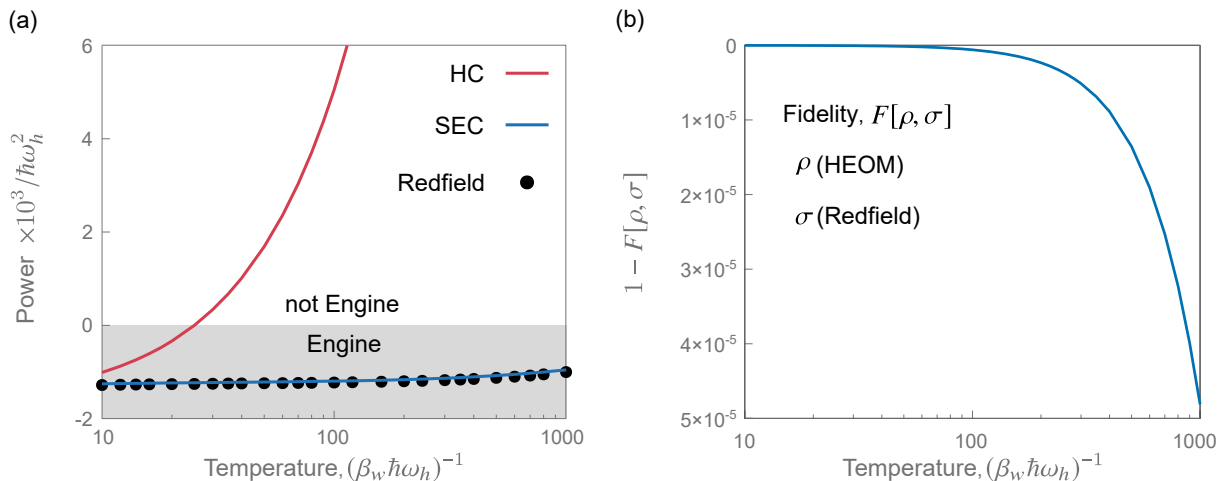 (a)
Power ×10³/ħω_h²
6
4
2
0
-2
HC
SEC
Redfield
not Engine
Engine
10
100
1000
Temperature, (β_w ħω_h)⁻¹
(b)
1 − F[ρ, σ]
0
1×10⁻⁵
2×10⁻⁵
3×10⁻⁵
4×10⁻⁵
5×10⁻⁵
Fidelity, F[ρ, σ]
ρ (HEOM)
σ (Redfield)
10
100
1000
Temperature, (β_w ħω_h)⁻¹